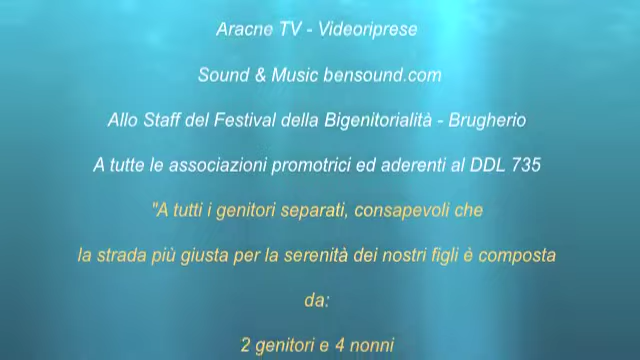 Aracne TV - Videoriprese
Sound & Music bensound.com
Allo Staff del Festival della Bigenitorialità - Brugherio
A tutte le associazioni promotrici ed aderenti al DDL 735
"A tutti i genitori separati, consapevoli che
la strada più giusta per la serenità dei nostri figli è composta
da:
2 genitori e 4 nonni